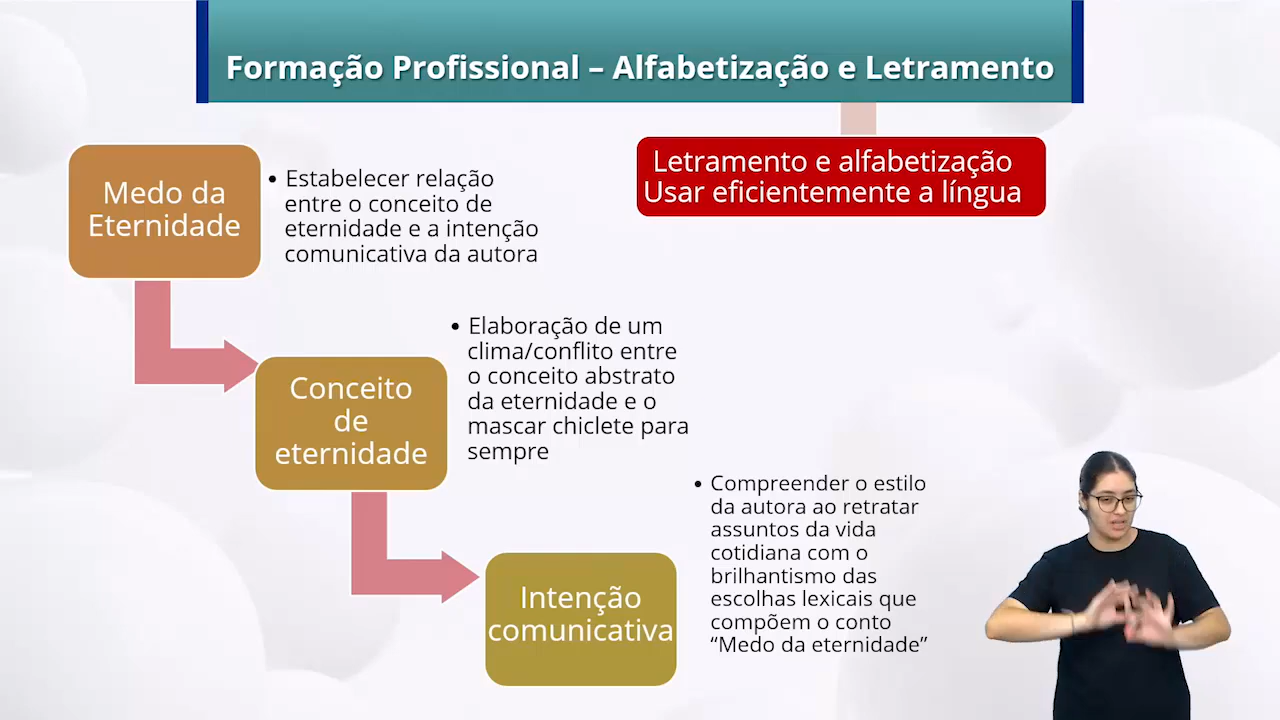 Formação Profissional – Alfabetização e Letramento
Letramento e alfabetização
Usar eficientemente a língua
Medo da
Eternidade
• Estabelecer relação
entre o conceito de
eternidade e a intenção
comunicativa da autora
Conceito
de
eternidade
• Elaboração de um
clima/conflito entre
o conceito abstrato
da eternidade e o
mascar chiclete para
sempre
Intenção
comunicativa
• Compreender o estilo
da autora ao retratar
assuntos da vida
cotidiana com o
brilhantismo das
escolhas lexicais que
compõem o conto
“Medo da eternidade”